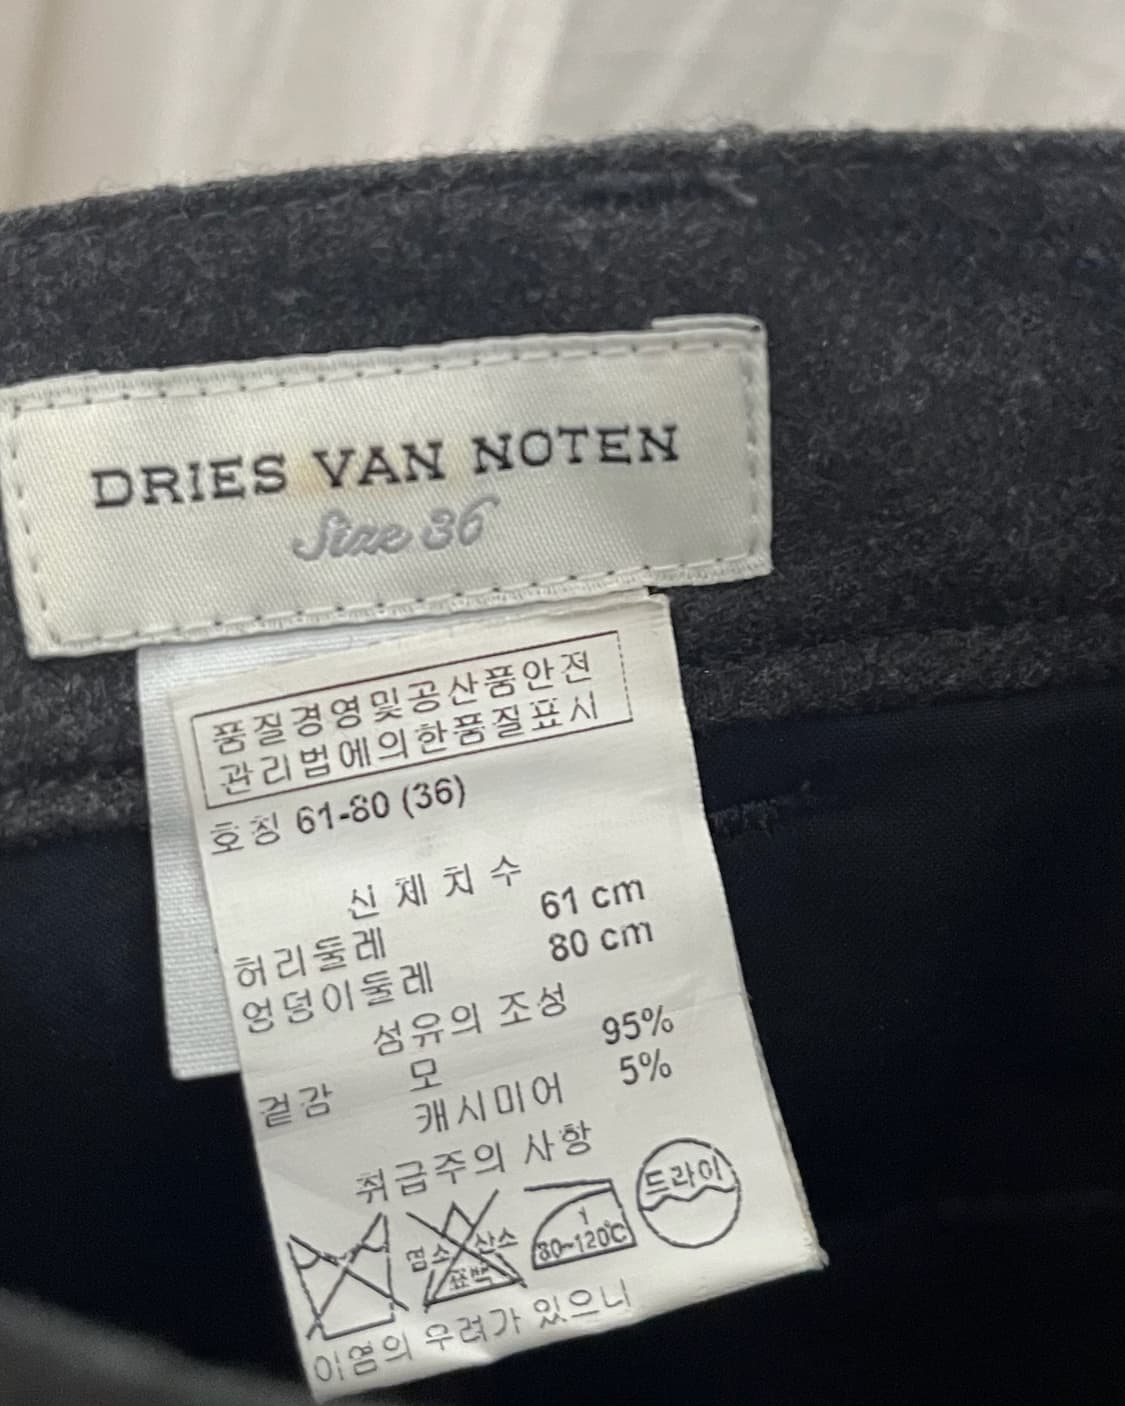 DRIES VAN NOTEN
Size 36
품질경영및공산품안전
관리법에의한품질표시
호칭 61-80 (36)
신체치수
허리둘레 61 cm
엉덩이둘레 80 cm
섬유의 조성
겉감 모 95%
캐시미어 5%
취급주의 사항
염소 산소 표백
1 80~120℃
드라이
이염의 우려가 있으니